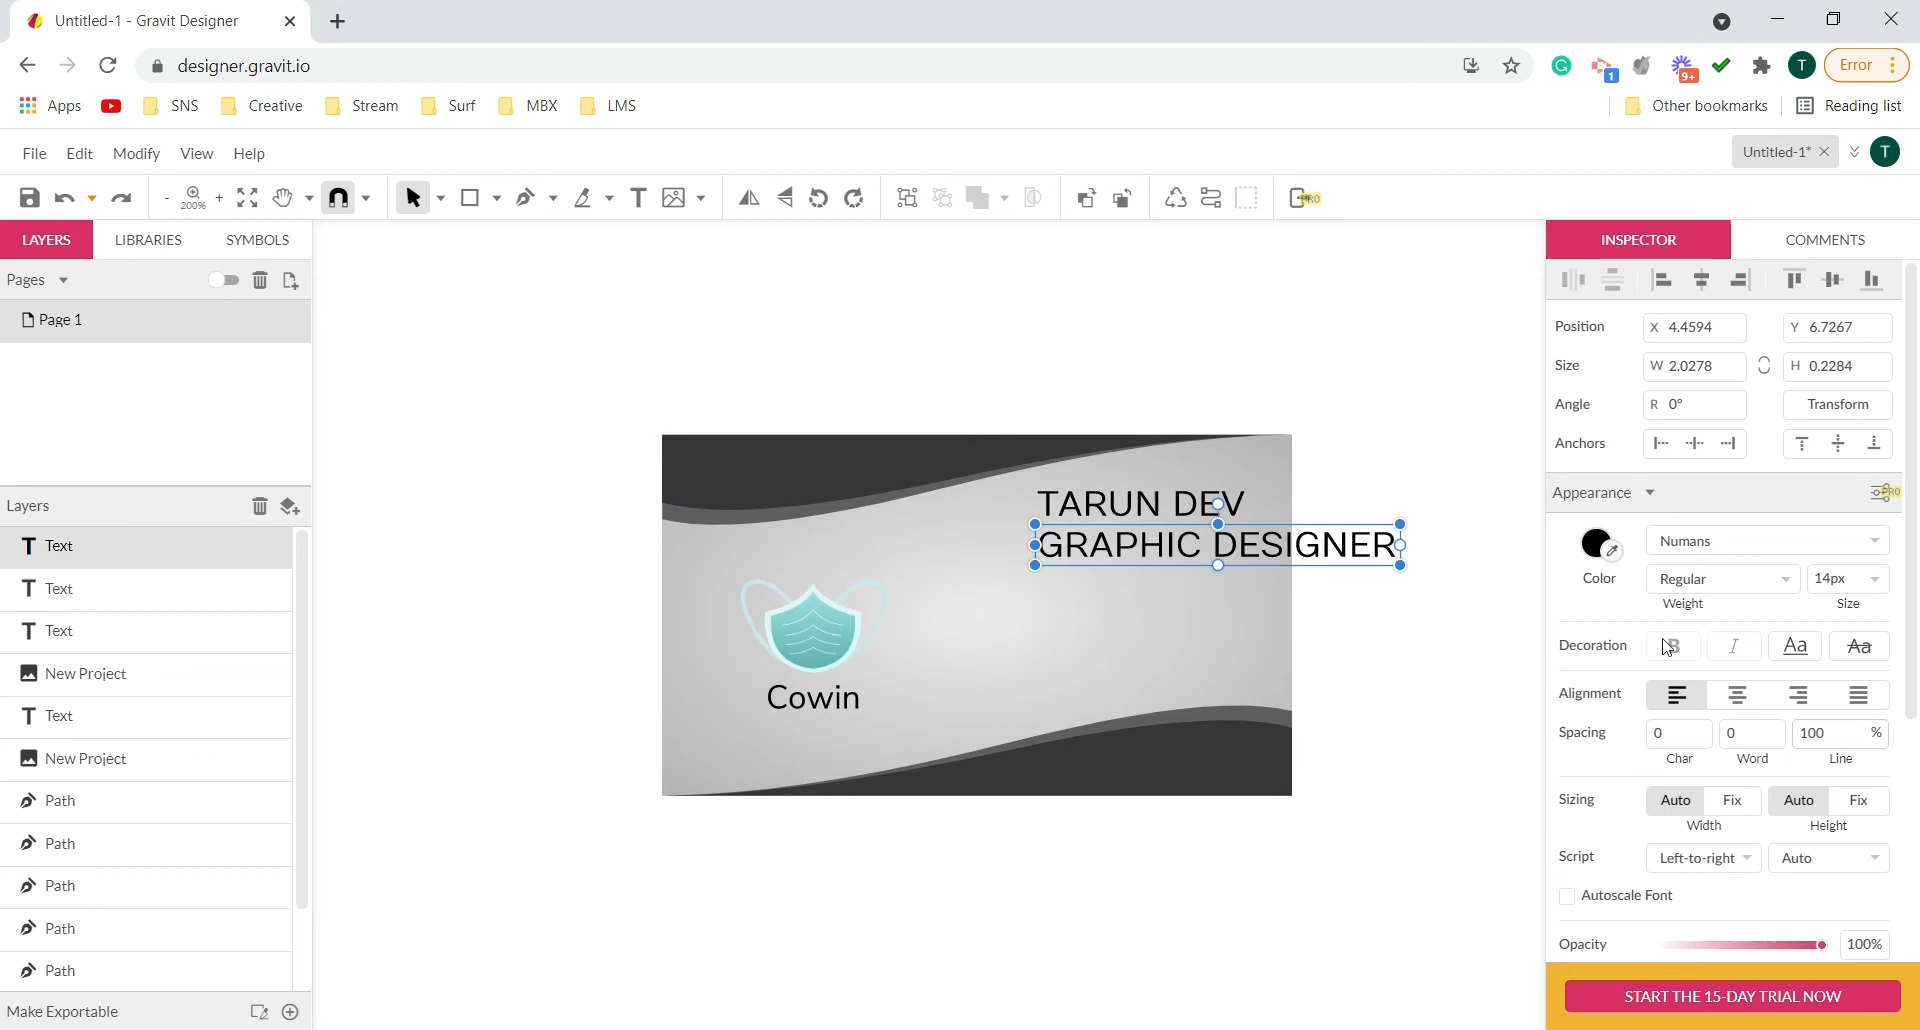 Untitled-1 - Gravit Designer
designer.gravit.io
Error
1
9+
T
Apps
SNS
Creative
Stream
Surf
MBX
LMS
Other bookmarks
Reading list
File
Edit
Modify
View
Help
Untitled-1*
T
- 200% +
T
PRO
LAYERS
LIBRARIES
SYMBOLS
INSPECTOR
COMMENTS
Pages
Page 1
Layers
T Text
T Text
T Text
New Project
T Text
New Project
Path
Path
Path
Path
Path
Make Exportable
TARUN DEV
GRAPHIC DESIGNER
Cowin
Position
X 4.4594
Y 6.7267
Size
W 2.0278
H 0.2284
Angle
R 0°
Transform
Anchors
Appearance
PRO
Numans
Color
Regular
14px
Weight
Size
Decoration
B
I
Aa
Aa
Alignment
Spacing
0
0
100 %
Char
Word
Line
Sizing
Auto
Fix
Auto
Fix
Width
Height
Script
Left-to-right
Auto
Autoscale Font
Opacity
100%
START THE 15-DAY TRIAL NOW